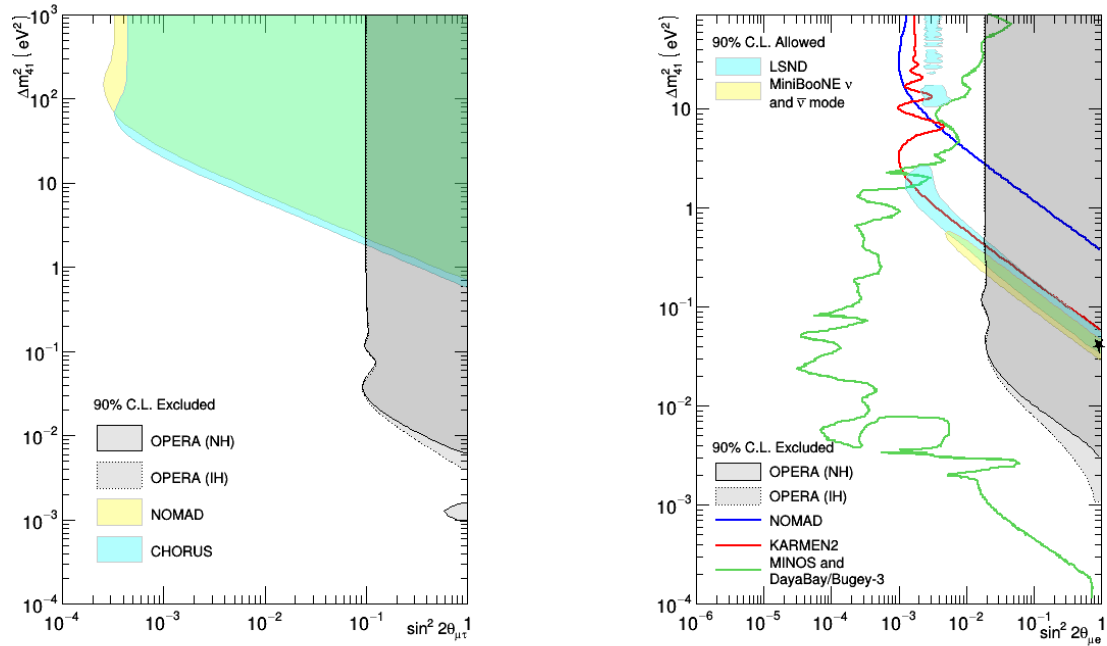 Δm²₄₁ [ eV² ]
10³
10²
10
1
10⁻¹
10⁻²
10⁻³
10⁻⁴
90% C.L. Excluded
OPERA (NH)
OPERA (IH)
NOMAD
CHORUS
10⁻⁴ 10⁻³ 10⁻² 10⁻¹ 1
sin² 2θμτ
Δm²₄₁ [ eV² ]
10
1
10⁻¹
10⁻²
10⁻³
10⁻⁴
90% C.L. Allowed
LSND
MiniBooNE ν
and ν̅ mode
90% C.L. Excluded
OPERA (NH)
OPERA (IH)
NOMAD
KARMEN2
MINOS and
DayaBay/Bugey-3
10⁻⁶ 10⁻⁵ 10⁻⁴ 10⁻³ 10⁻² 10⁻¹ 1
sin² 2θμe